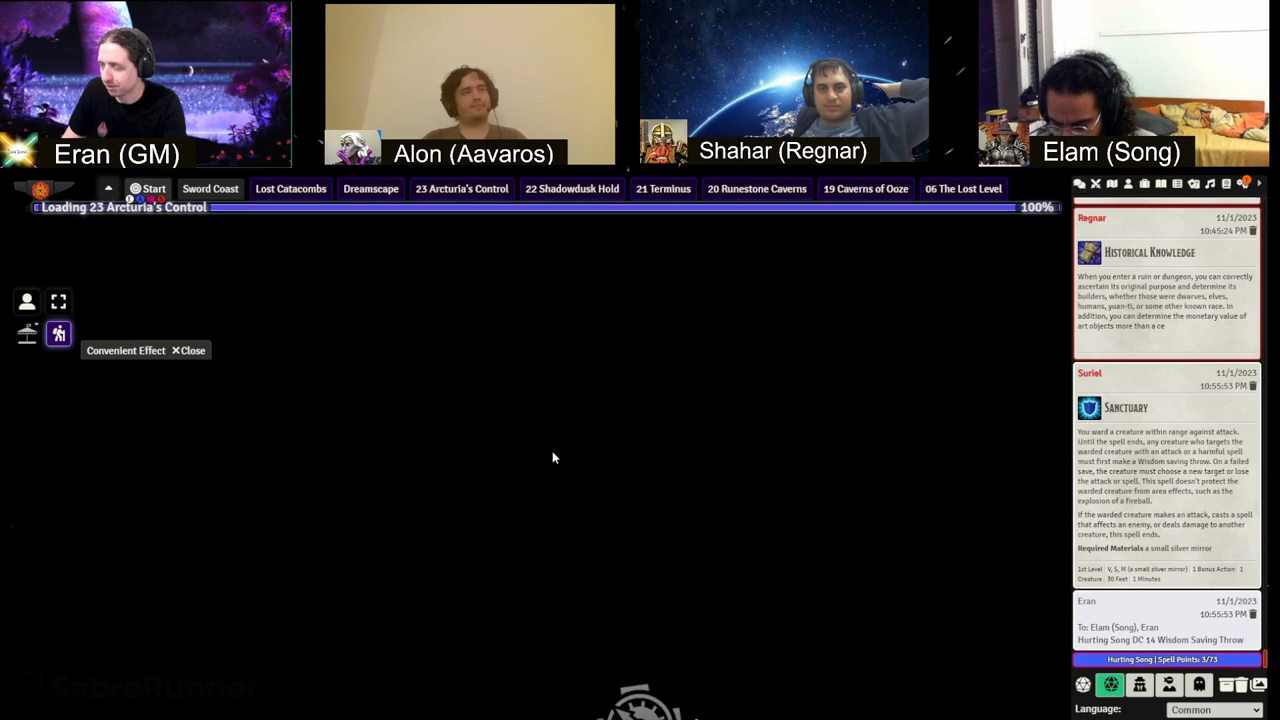 Eran (GM)
Alon (Aavaros)
Shahar (Regnar)
Elam (Song)
Start
Sword Coast
Lost Catacombs
Dreamscape
23 Arcturia's Control
22 Shadowdusk Hold
21 Terminus
20 Runestone Caverns
19 Caverns of Ooze
06 The Lost Level
Loading 23 Arcturia's Control
100%
Convenient Effect ✕Close
Regnar 11/1/2023
10:45:24 PM
Historical Knowledge
When you enter a ruin or dungeon, you can correctly
ascertain its original purpose and determine its
builders, whether those were dwarves, elves,
humans, yuan-ti, or some other known race. In
addition, you can determine the monetary value of
art objects more than a ce
Suriel 11/1/2023
10:55:53 PM
Sanctuary
You ward a creature within range against attack.
Until the spell ends, any creature who targets the
warded creature with an attack or a harmful spell
must first make a Wisdom saving throw. On a failed
save, the creature must choose a new target or lose
the attack or spell. This spell doesn't protect the
warded creature from area effects, such as the
explosion of a fireball.
If the warded creature makes an attack, casts a spell
that affects an enemy, or deals damage to another
creature, this spell ends.
Required Materials a small silver mirror
1st Level V, S, M (a small silver mirror) 1 Bonus Action 1
Creature 30 Feet 1 Minutes
Eran 11/1/2023
10:55:53 PM
To: Elam (Song), Eran
Hurting Song DC 14 Wisdom Saving Throw
Hurting Song | Spell Points: 3/73
Language: Common
SabreRunner